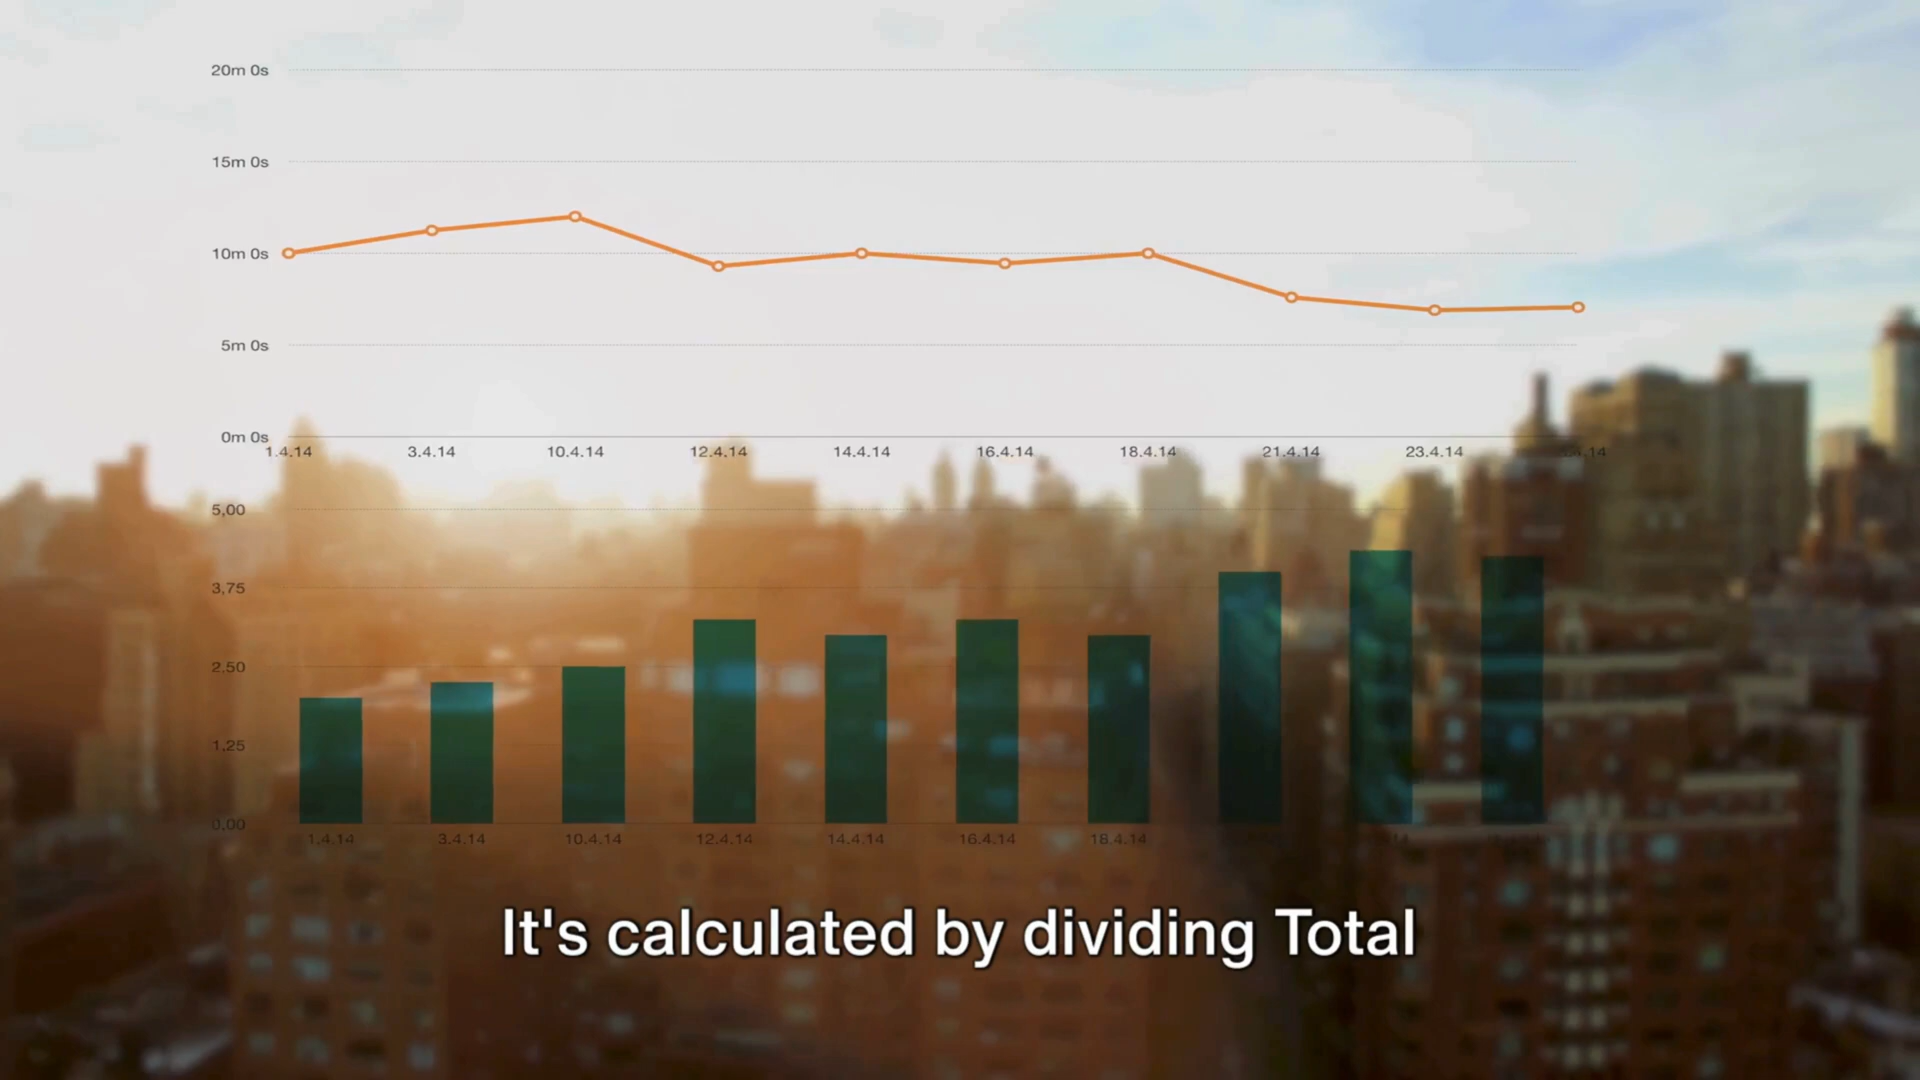 20m 0s
15m 0s
10m 0s
5m 0s
0m 0s
1.4.14 3.4.14 10.4.14 12.4.14 14.4.14 16.4.14 18.4.14 21.4.14 23.4.14
5,00
3,75
2,50
1,25
0,00
1.4.14 3.4.14 10.4.14 12.4.14 14.4.14 16.4.14 18.4.14
It's calculated by dividing Total